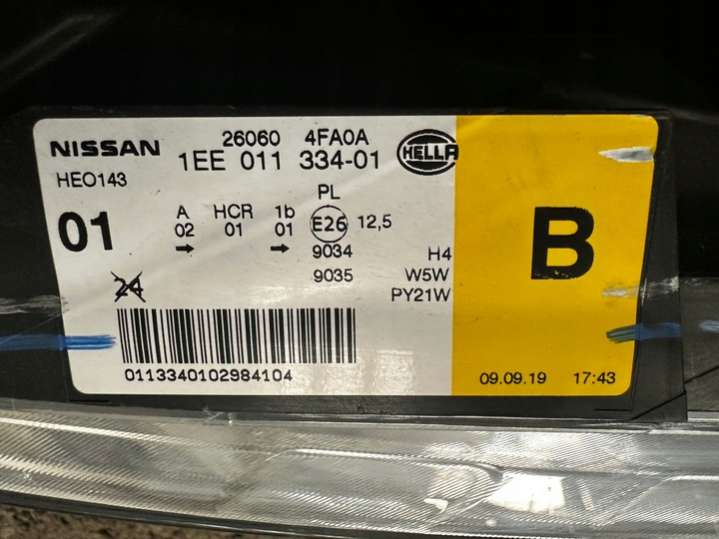 NISSAN 26060 4FA0A HELLA
1EE 011 334-01
HEO143
PL
01 A HCR 1b E26 12,5
02 01 01
9034 H4
9035 W5W
24 PY21W
B
0113340102984104
09.09.19 17:43